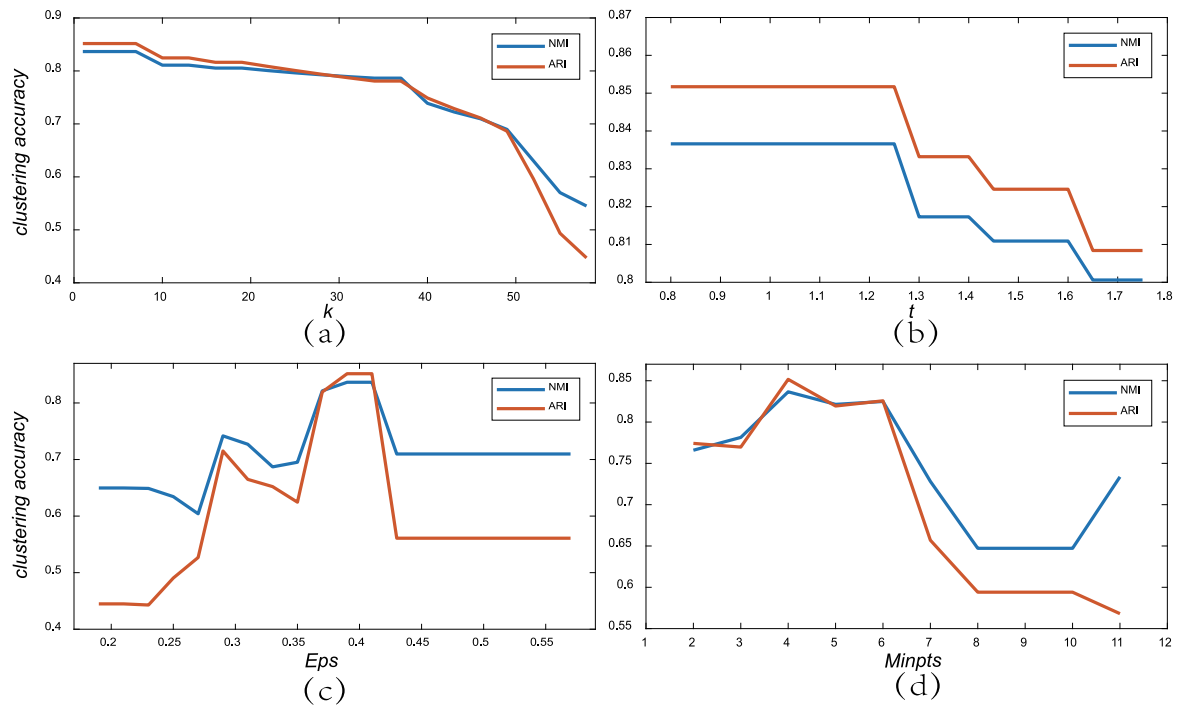 clustering accuracy
0.9
0.8
0.7
0.6
0.5
0.4
0 10 20 30 40 50
k
NMI
ARI
(a)
0.87
0.86
0.85
0.84
0.83
0.82
0.81
0.8
0.8 0.9 1 1.1 1.2 1.3 1.4 1.5 1.6 1.7 1.8
t
NMI
ARI
(b)
clustering accuracy
0.8
0.7
0.6
0.5
0.4
0.2 0.25 0.3 0.35 0.4 0.45 0.5 0.55
Eps
NMI
ARI
(c)
0.85
0.8
0.75
0.7
0.65
0.6
0.55
1 2 3 4 5 6 7 8 9 10 11 12
Minpts
NMI
ARI
(d)